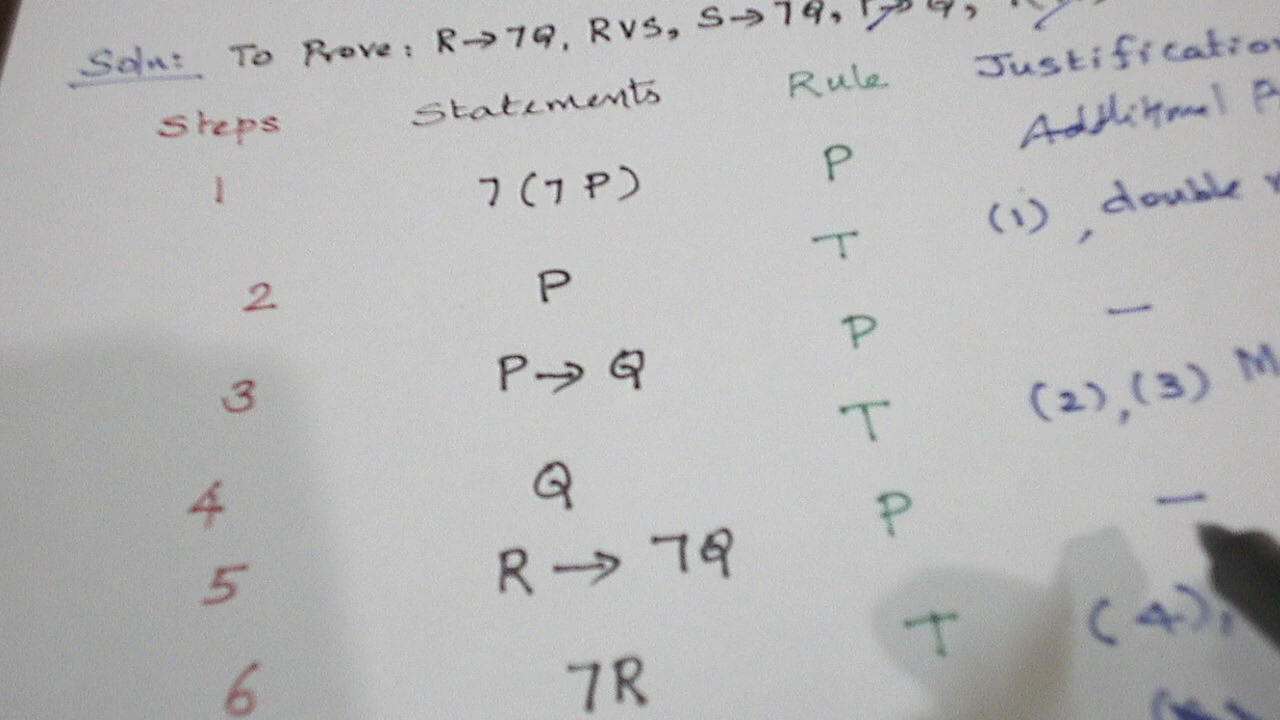 Soln: To Prove: R→7Q, RVS, S→7Q, P→Q,
Steps Statements Rule Justification
1 7(7P) P Additional
2 P T (1), double
3 P→Q P —
4 Q T (2),(3) M
5 R→7Q P —
6 7R T (4),